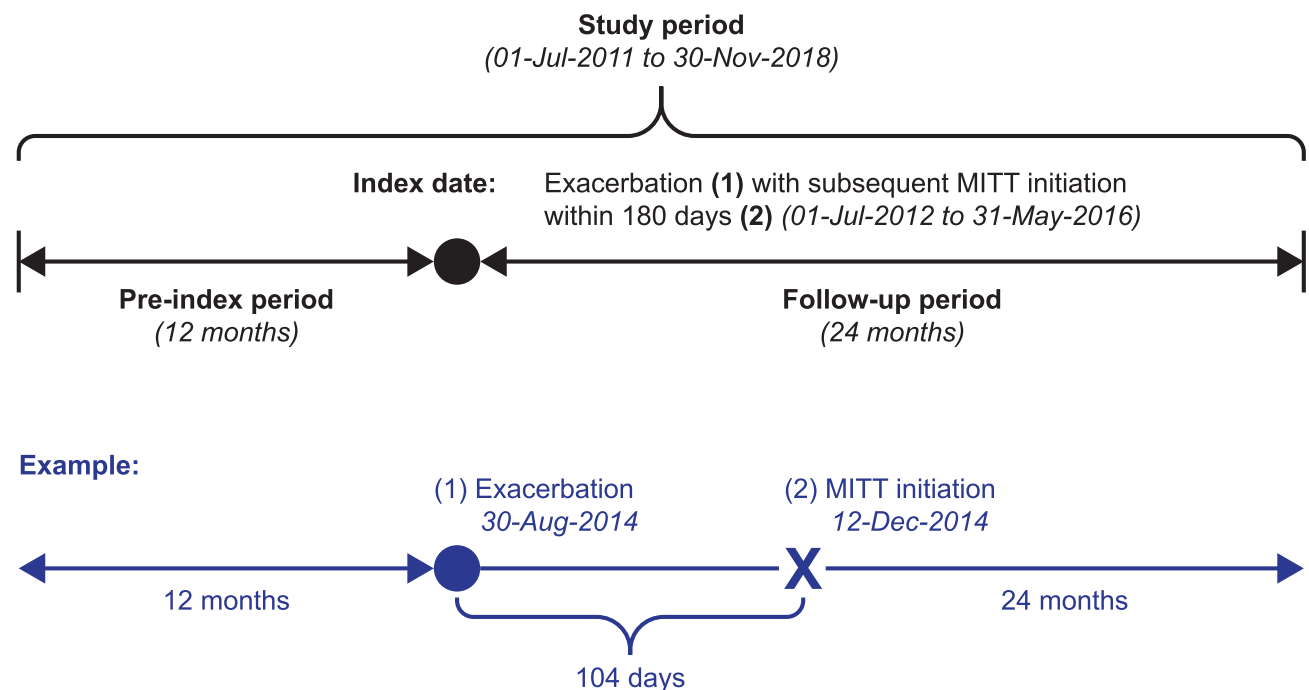 Study period
(01-Jul-2011 to 30-Nov-2018)
Index date: Exacerbation (1) with subsequent MITT initiation
within 180 days (2) (01-Jul-2012 to 31-May-2016)
Pre-index period
(12 months)
Follow-up period
(24 months)
Example:
(1) Exacerbation
30-Aug-2014
(2) MITT initiation
12-Dec-2014
X
12 months
24 months
104 days